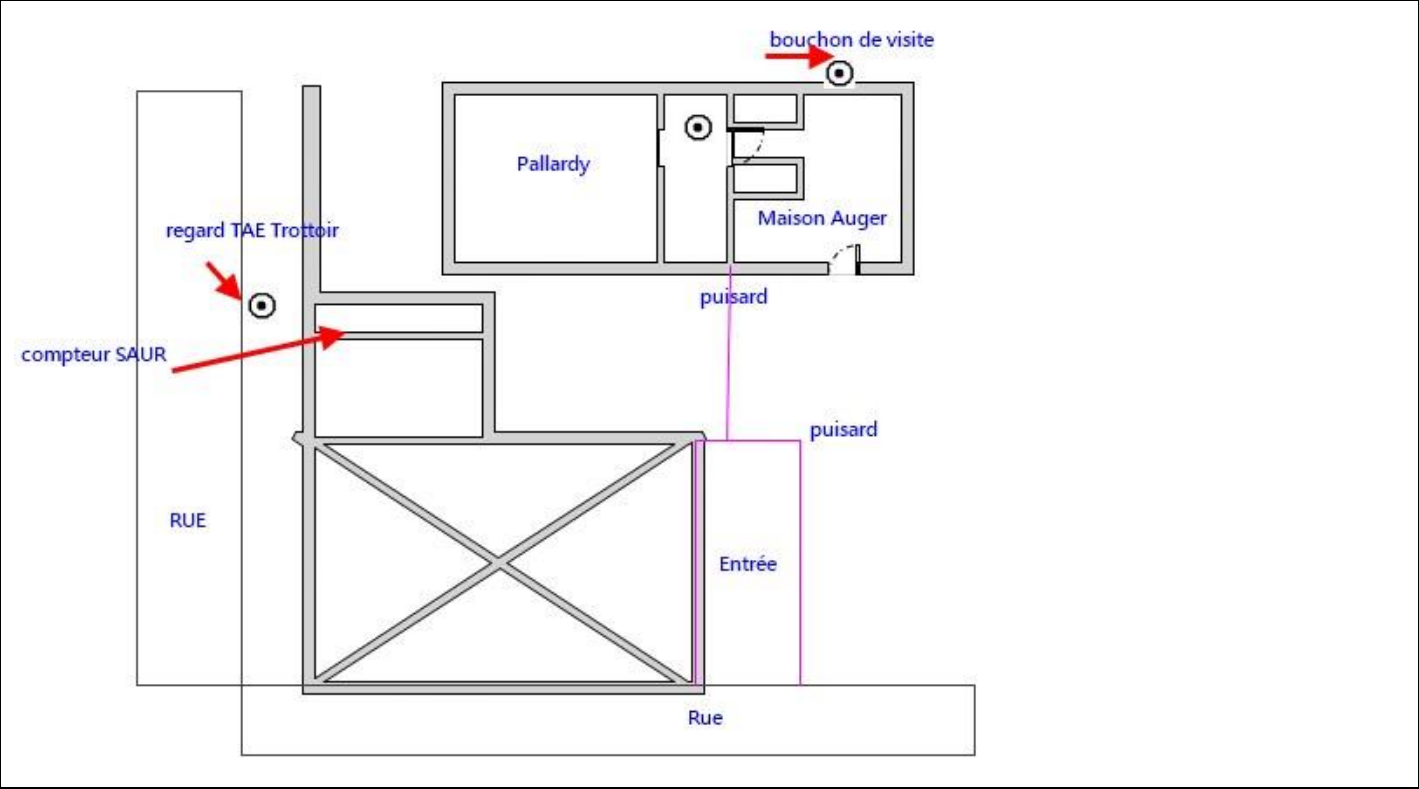 bouchon de visite
Pallardy
Maison Auger
regard TAE Trottoir
puisard
compteur SAUR
puisard
RUE
Entrée
Rue